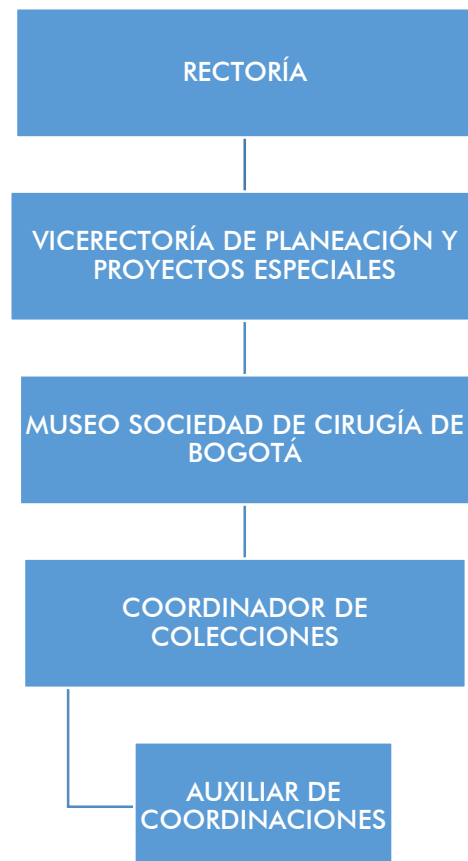 RECTORÍA
VICERECTORÍA DE PLANEACIÓN Y
PROYECTOS ESPECIALES
MUSEO SOCIEDAD DE CIRUGÍA DE
BOGOTÁ
COORDINADOR DE
COLECCIONES
AUXILIAR DE
COORDINACIONES